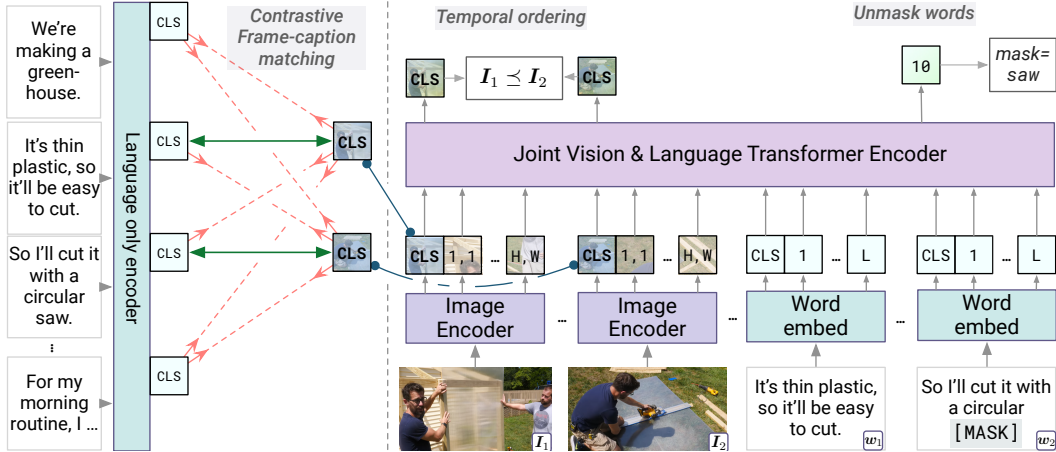 We're
making a
green-
house.
It's thin
plastic, so
it'll be easy
to cut.
So I'll cut it
with a
circular
saw.
...
For my
morning
routine, I ...
Language only encoder
CLS
CLS
CLS
CLS
Contrastive
Frame-caption
matching
CLS
CLS
Temporal ordering
CLS
I1 ⪯ I2
CLS
Unmask words
10
mask=
saw
Joint Vision & Language Transformer Encoder
CLS 1,1 ... H,W
CLS 1,1 ... H,W
CLS 1 ... L
CLS 1 ... L
Image
Encoder
...
Image
Encoder
...
Word
embed
...
Word
embed
I1
I2
It's thin plastic,
so it'll be easy
to cut.
w1
So I'll cut it with
a circular
[MASK]
w2